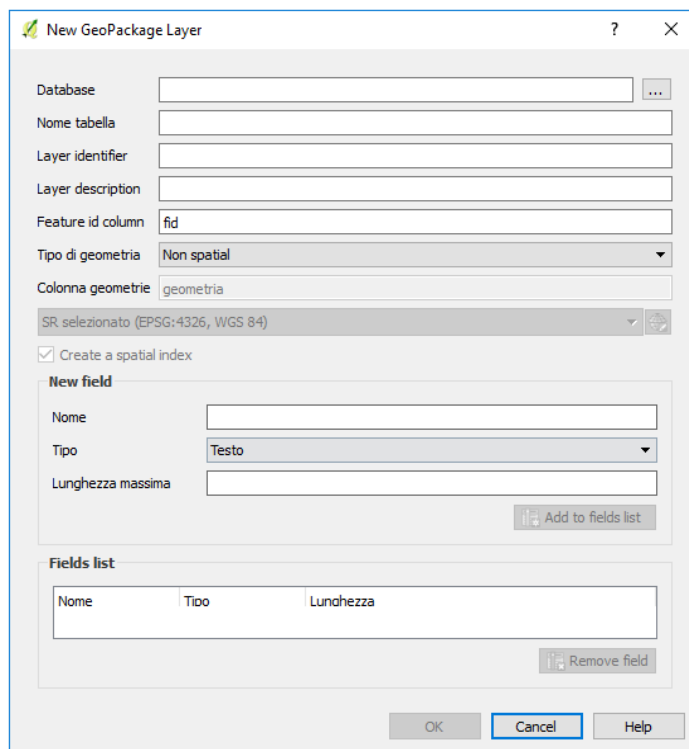 New GeoPackage Layer
Database
...
Nome tabella
Layer identifier
Layer description
Feature id column fid
Tipo di geometria Non spatial
Colonna geometrie geometria
SR selezionato (EPSG:4326, WGS 84)
Create a spatial index
New field
Nome
Tipo Testo
Lunghezza massima
Add to fields list
Fields list
Nome Tipo Lunghezza
Remove field
OK Cancel Help